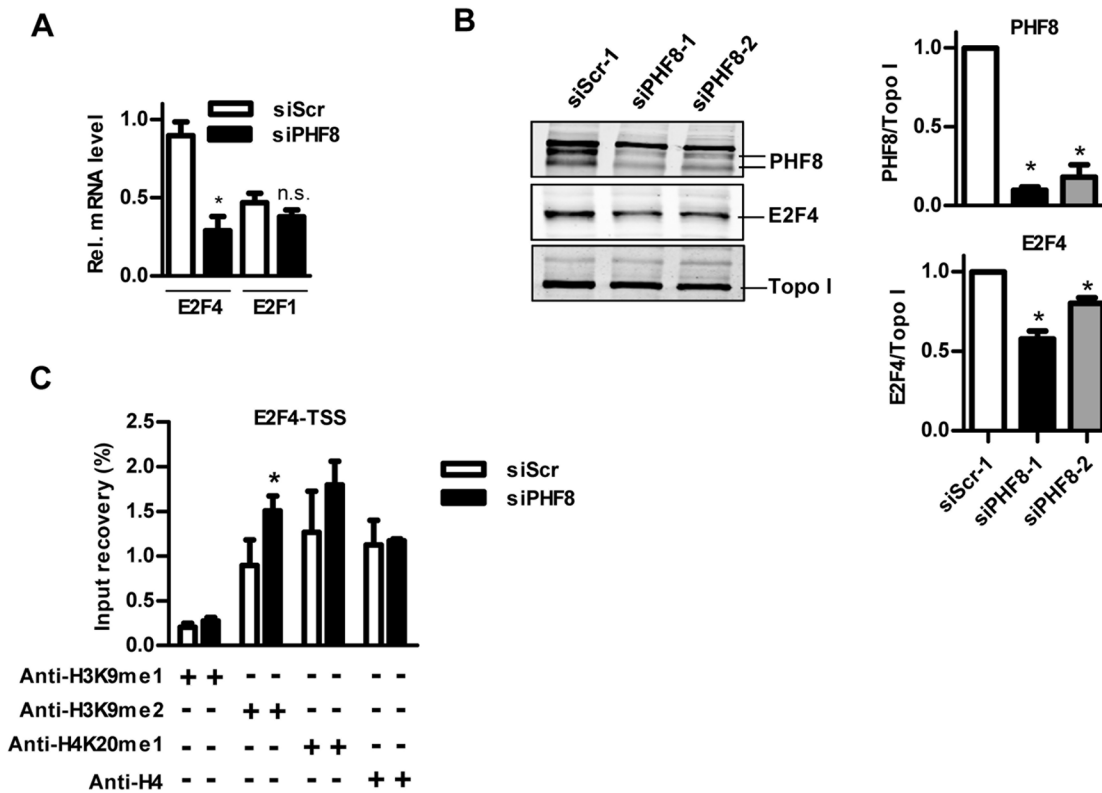 A
siScr
siPHF8
Rel. mRNA level
1.0
0.5
0.0
*
n.s.
E2F4 E2F1
B
siScr-1 siPHF8-1 siPHF8-2
PHF8
E2F4
Topo I
PHF8
PHF8/Topo I
1.0
0.5
0.0
* *
E2F4
E2F4/Topo I
1.0
0.5
0.0
* *
siScr-1 siPHF8-1 siPHF8-2
C
E2F4-TSS
Input recovery (%)
2.5
2.0
1.5
1.0
0.5
0.0
*
siScr
siPHF8
Anti-H3K9me1 + + - - - - - -
Anti-H3K9me2 - - + + - - - -
Anti-H4K20me1 - - - - + + - -
Anti-H4 - - - - - - + +